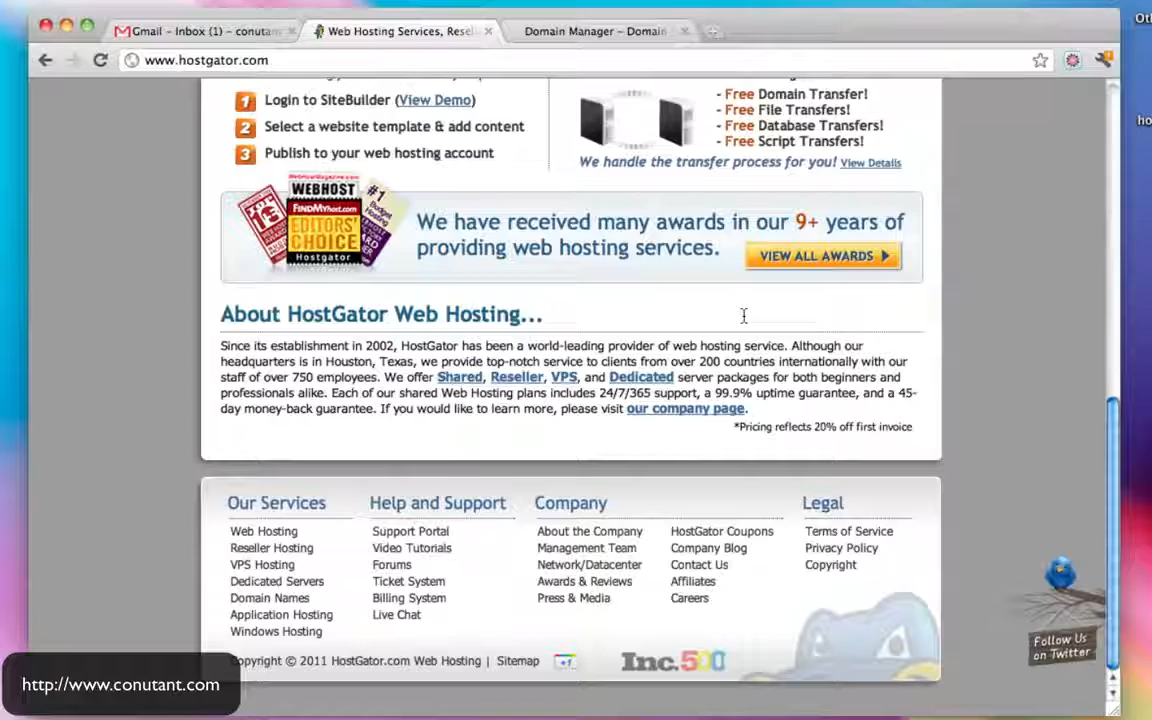 Gmail - Inbox (1) - conutan
Web Hosting Services, Resel
Domain Manager - Domain
www.hostgator.com
1 Login to SiteBuilder (View Demo)
2 Select a website template & add content
3 Publish to your web hosting account
- Free Domain Transfer!
- Free File Transfers!
- Free Database Transfers!
- Free Script Transfers!
We handle the transfer process for you! View Details
WEBHOST
FINDMYhost.com
EDITORS'
CHOICE
Hostgator
#1
Budget
Hosting
We have received many awards in our 9+ years of
providing web hosting services.
VIEW ALL AWARDS
About HostGator Web Hosting...
Since its establishment in 2002, HostGator has been a world-leading provider of web hosting service. Although our
headquarters is in Houston, Texas, we provide top-notch service to clients from over 200 countries internationally with our
staff of over 750 employees. We offer Shared, Reseller, VPS, and Dedicated server packages for both beginners and
professionals alike. Each of our shared Web Hosting plans includes 24/7/365 support, a 99.9% uptime guarantee, and a 45-
day money-back guarantee. If you would like to learn more, please visit our company page.
*Pricing reflects 20% off first invoice
Our Services
Web Hosting
Reseller Hosting
VPS Hosting
Dedicated Servers
Domain Names
Application Hosting
Windows Hosting
Help and Support
Support Portal
Video Tutorials
Forums
Ticket System
Billing System
Live Chat
Company
About the Company
Management Team
Network/Datacenter
Awards & Reviews
Press & Media
HostGator Coupons
Company Blog
Contact Us
Affiliates
Careers
Legal
Terms of Service
Privacy Policy
Copyright
opyright © 2011 HostGator.com Web Hosting | Sitemap +1
Inc.500
Follow Us
on Twitter
http://www.conutant.com
Ot
ho